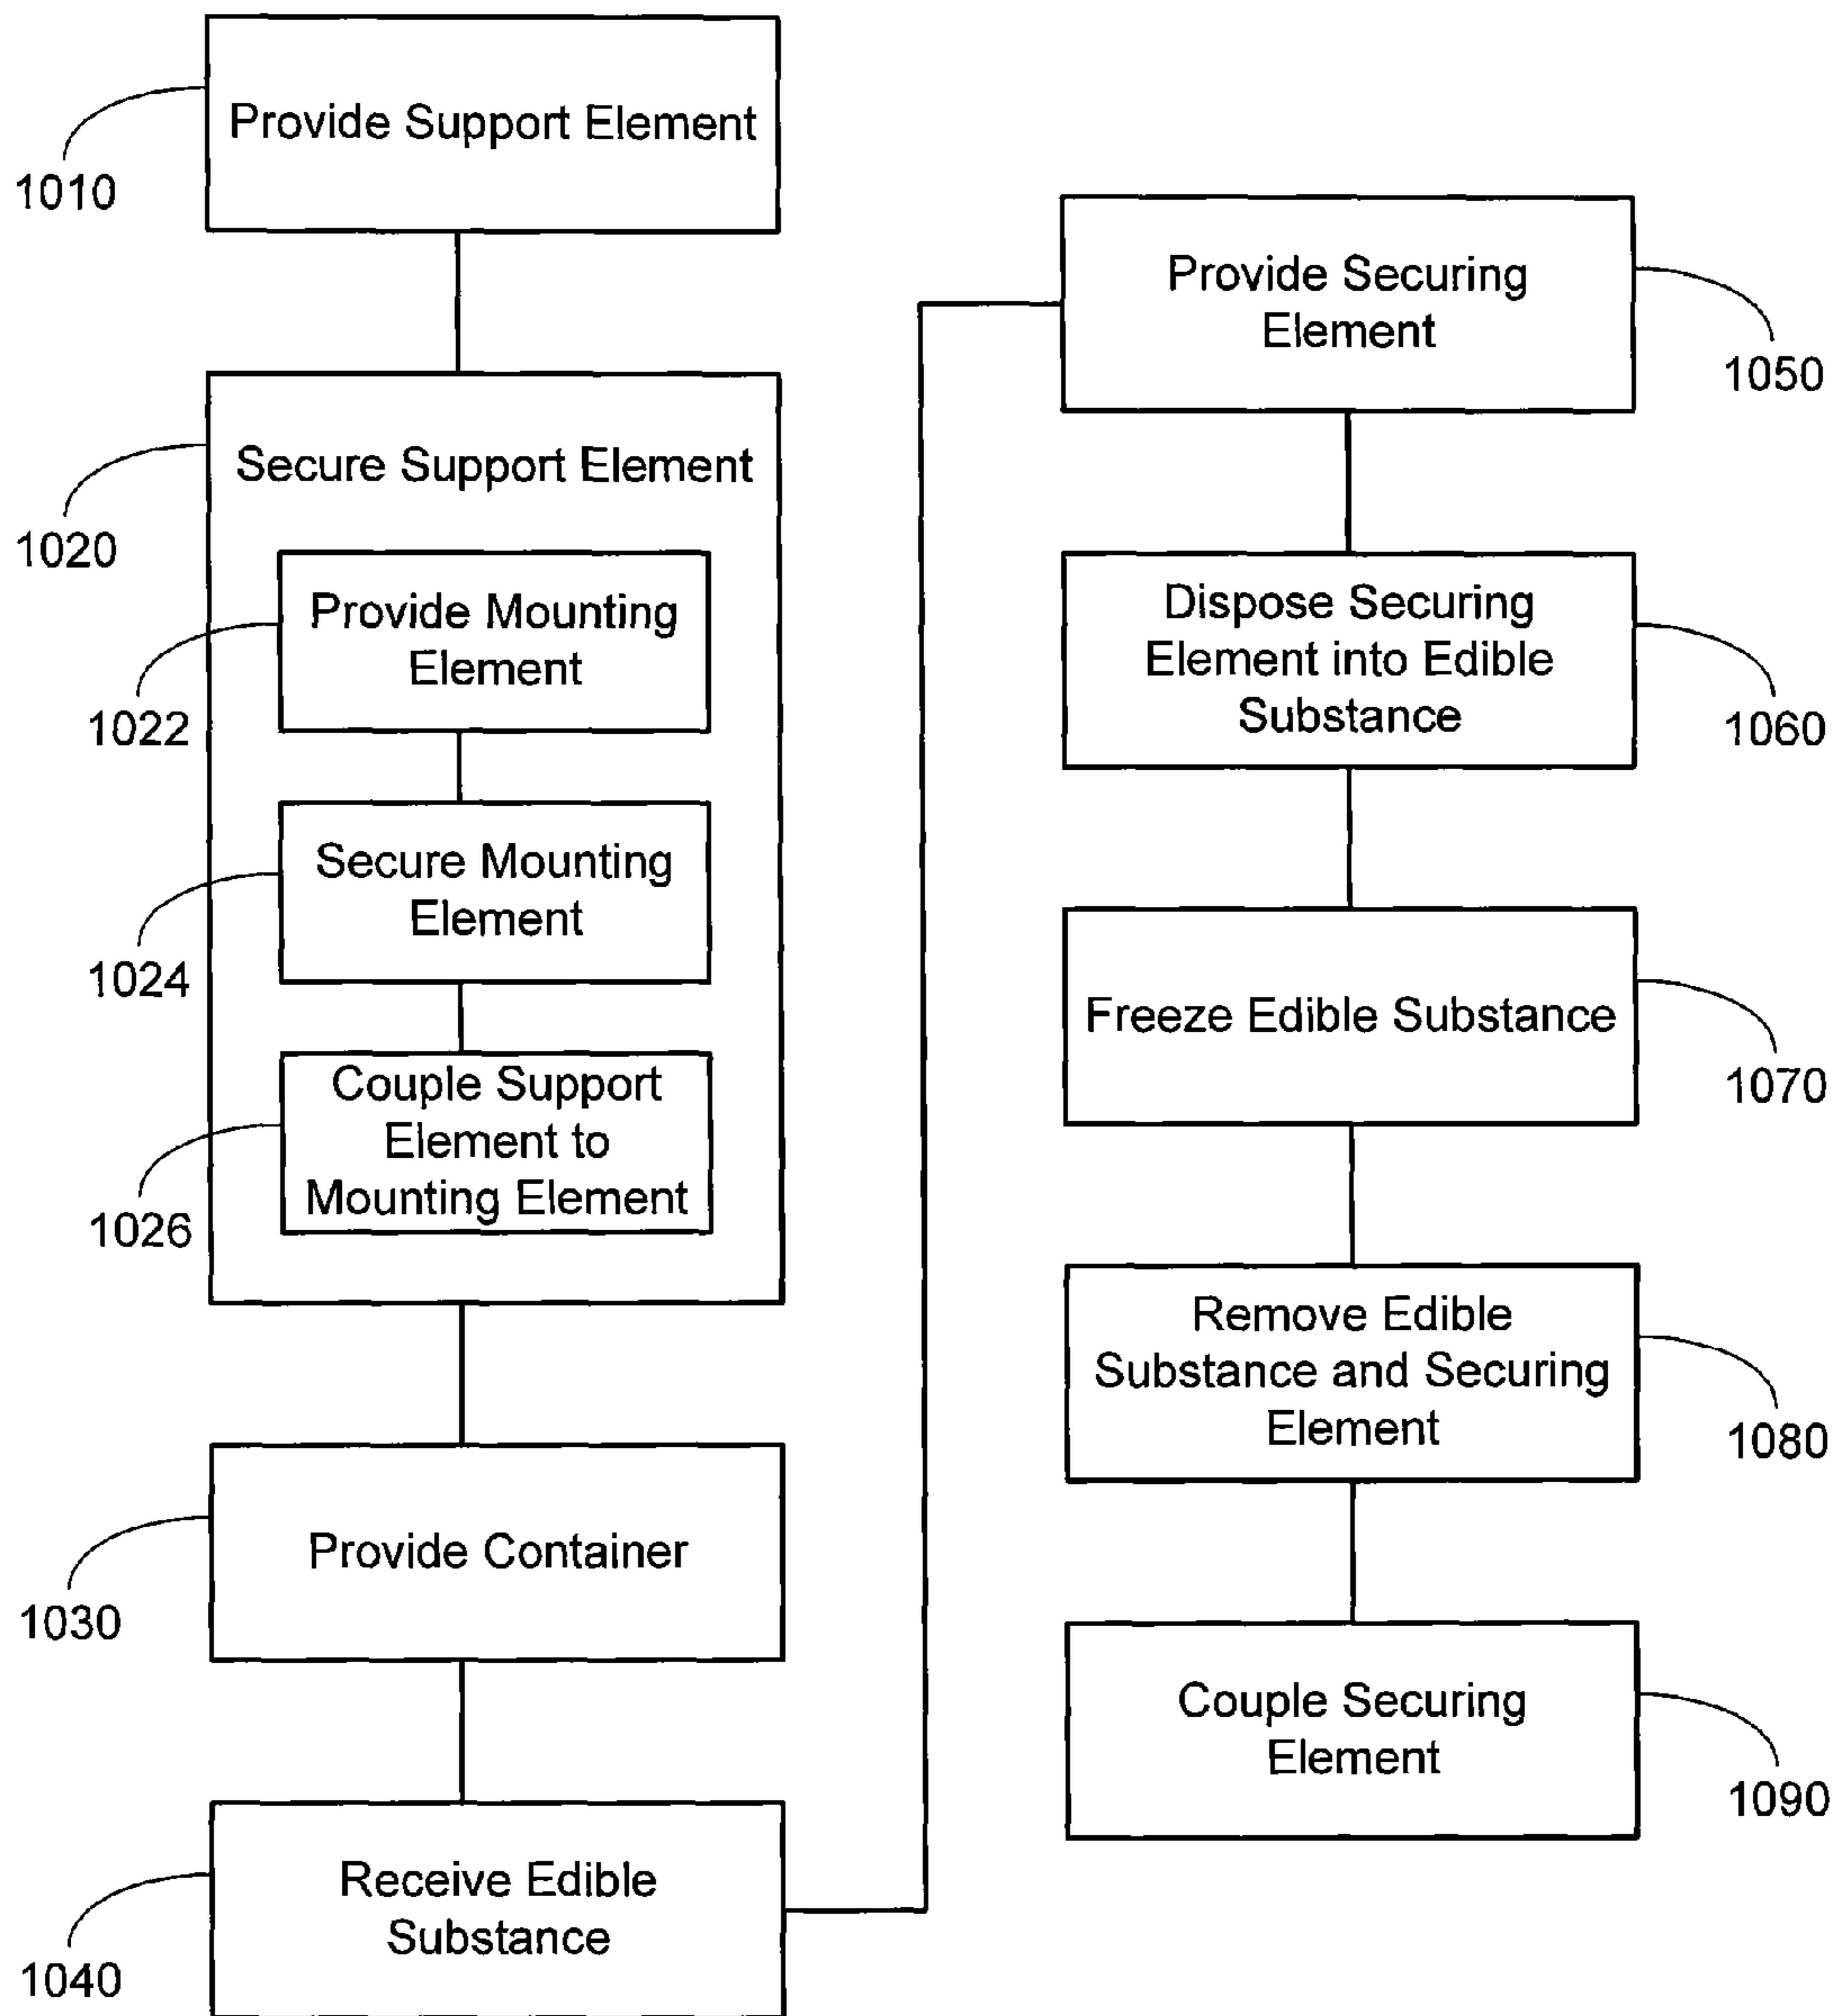 Provide Support Element
1010
Secure Support Element
1020
Provide Mounting
Element
1022
Secure Mounting
Element
1024
Couple Support
Element to
Mounting Element
1026
Provide Container
1030
Receive Edible
Substance
1040
Provide Securing
Element
1050
Dispose Securing
Element into Edible
Substance
1060
Freeze Edible Substance
1070
Remove Edible
Substance and Securing
Element
1080
Couple Securing
Element
1090